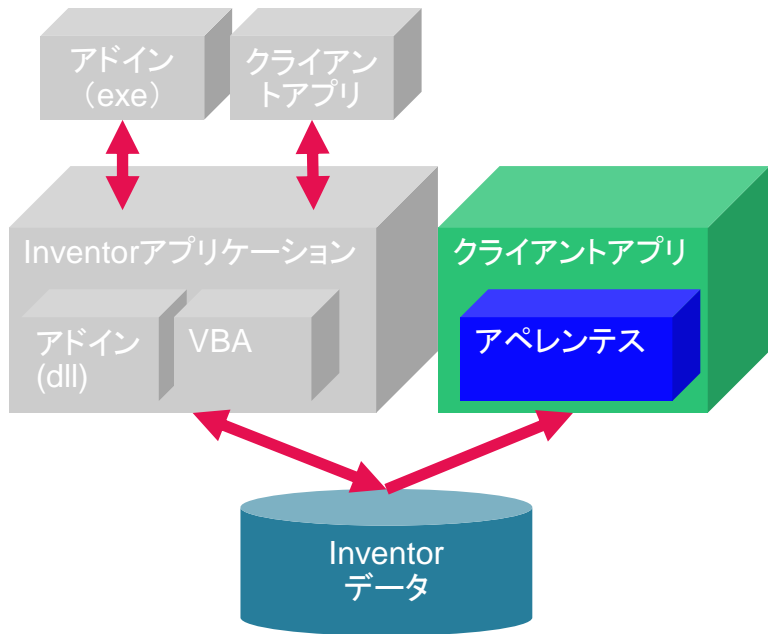 アドイン
（exe）
クライアン
トアプリ
Inventorアプリケーション
アドイン
(dll)
VBA
クライアントアプリ
アペレンテス
Inventor
データ